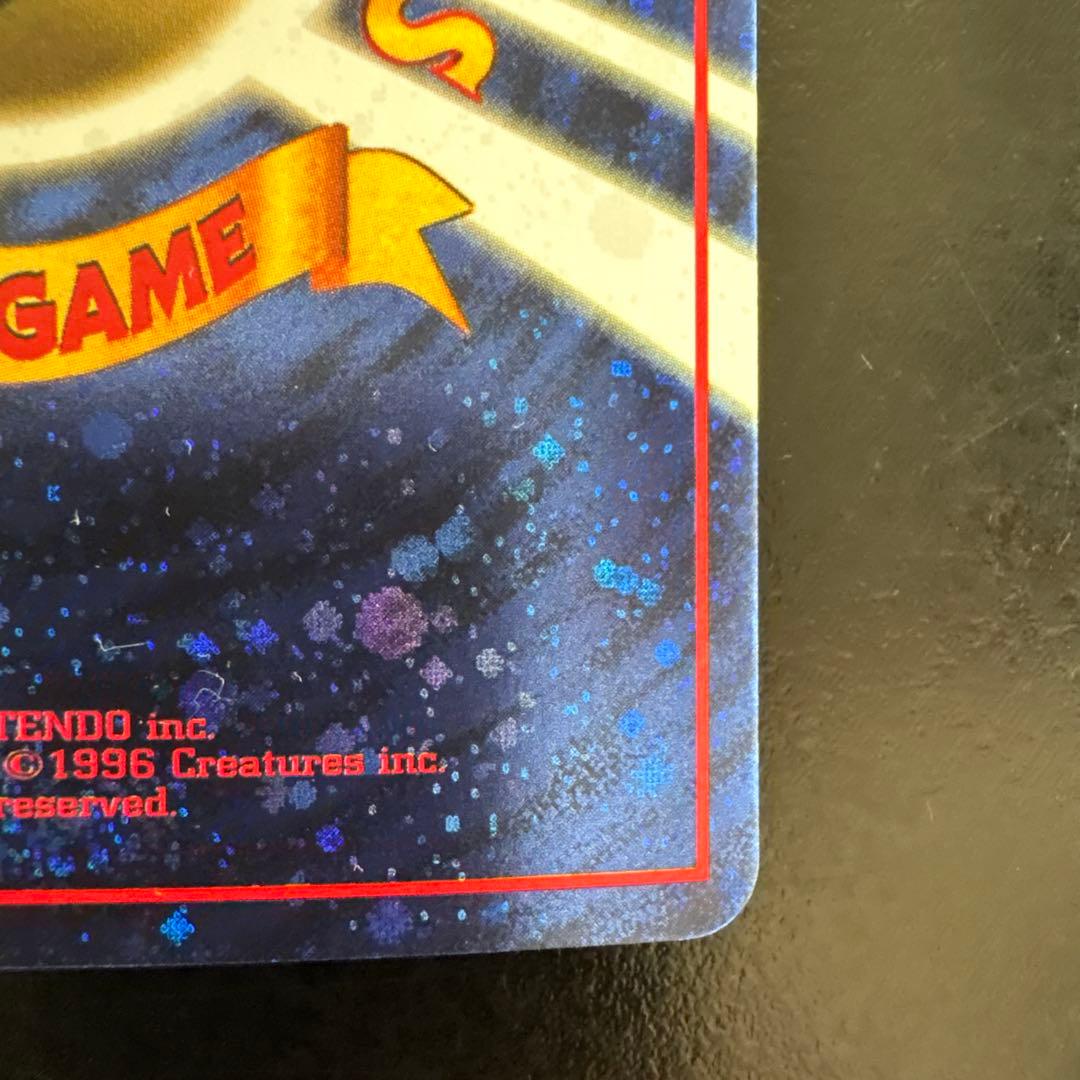 S
GAME
TENDO inc.
©1996 Creatures inc.
reserved.